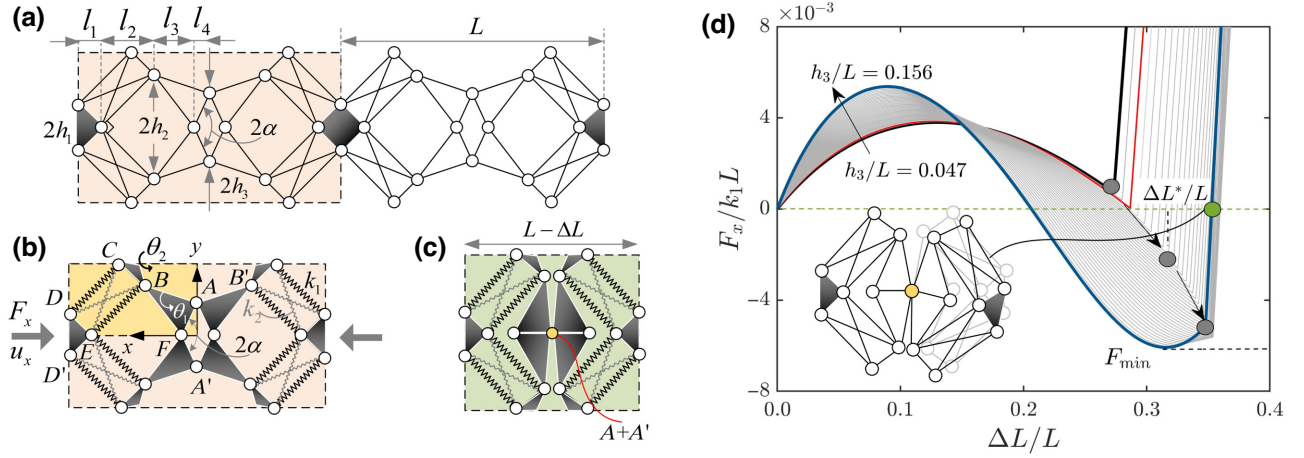 (a)
l₁ l₂ l₃ l₄
L
2h₁
2h₂
2α
2h₃
(b)
C
θ₂
y
B
A
B'
k₁
D
θ₁
k₂
Fₓ
uₓ
E
x
F
2α
D'
A'
(c)
L − ΔL
A+A'
(d)
×10⁻³
8
4
0
−4
−8
Fₓ/k₁L
h₃/L = 0.156
h₃/L = 0.047
ΔL*/L
F_min
0 0.1 0.2 0.3 0.4
ΔL/L